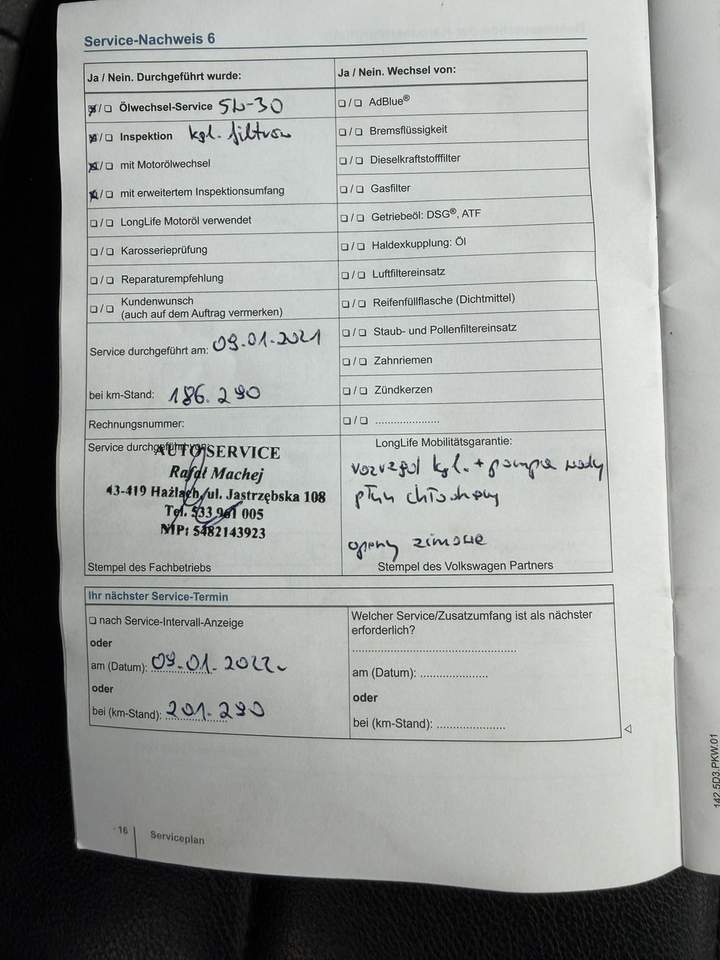 Service-Nachweis 6
Ja / Nein. Durchgeführt wurde:
❏/❏ Ölwechsel-Service 5W-30
❏/❏ Inspektion kpl. filtrów
❏/❏ mit Motorölwechsel
❏/❏ mit erweitertem Inspektionsumfang
❏/❏ LongLife Motoröl verwendet
❏/❏ Karosserieprüfung
❏/❏ Reparaturempfehlung
❏/❏ Kundenwunsch
(auch auf dem Auftrag vermerken)
Service durchgeführt am: 09.01.2021
bei km-Stand: 186.290
Rechnungsnummer:
Service durchgeführt von:
AUTO SERVICE
Rafał Machej
43-419 Hażlach, ul. Jastrzębska 108
Tel. 533 961 005
NIP: 5482143923
Stempel des Fachbetriebs
Ja / Nein. Wechsel von:
❏/❏ AdBlue®
❏/❏ Bremsflüssigkeit
❏/❏ Dieselkraftstofffilter
❏/❏ Gasfilter
❏/❏ Getriebeöl: DSG®, ATF
❏/❏ Haldexkupplung: Öl
❏/❏ Luftfiltereinsatz
❏/❏ Reifenfüllflasche (Dichtmittel)
❏/❏ Staub- und Pollenfiltereinsatz
❏/❏ Zahnriemen
❏/❏ Zündkerzen
❏/❏ .....................
LongLife Mobilitätsgarantie:
rozrząd kpl. + pompa wody
płyn chłodniczy
opony zimowe
Stempel des Volkswagen Partners
Ihr nächster Service-Termin
❏ nach Service-Intervall-Anzeige
oder
am (Datum): 09.01.2022
oder
bei (km-Stand): 201.290
Welcher Service/Zusatzumfang ist als nächster
erforderlich?
.....................................................
am (Datum): .....................
oder
bei (km-Stand): .....................
16 Serviceplan
142.5D3.PKW.01